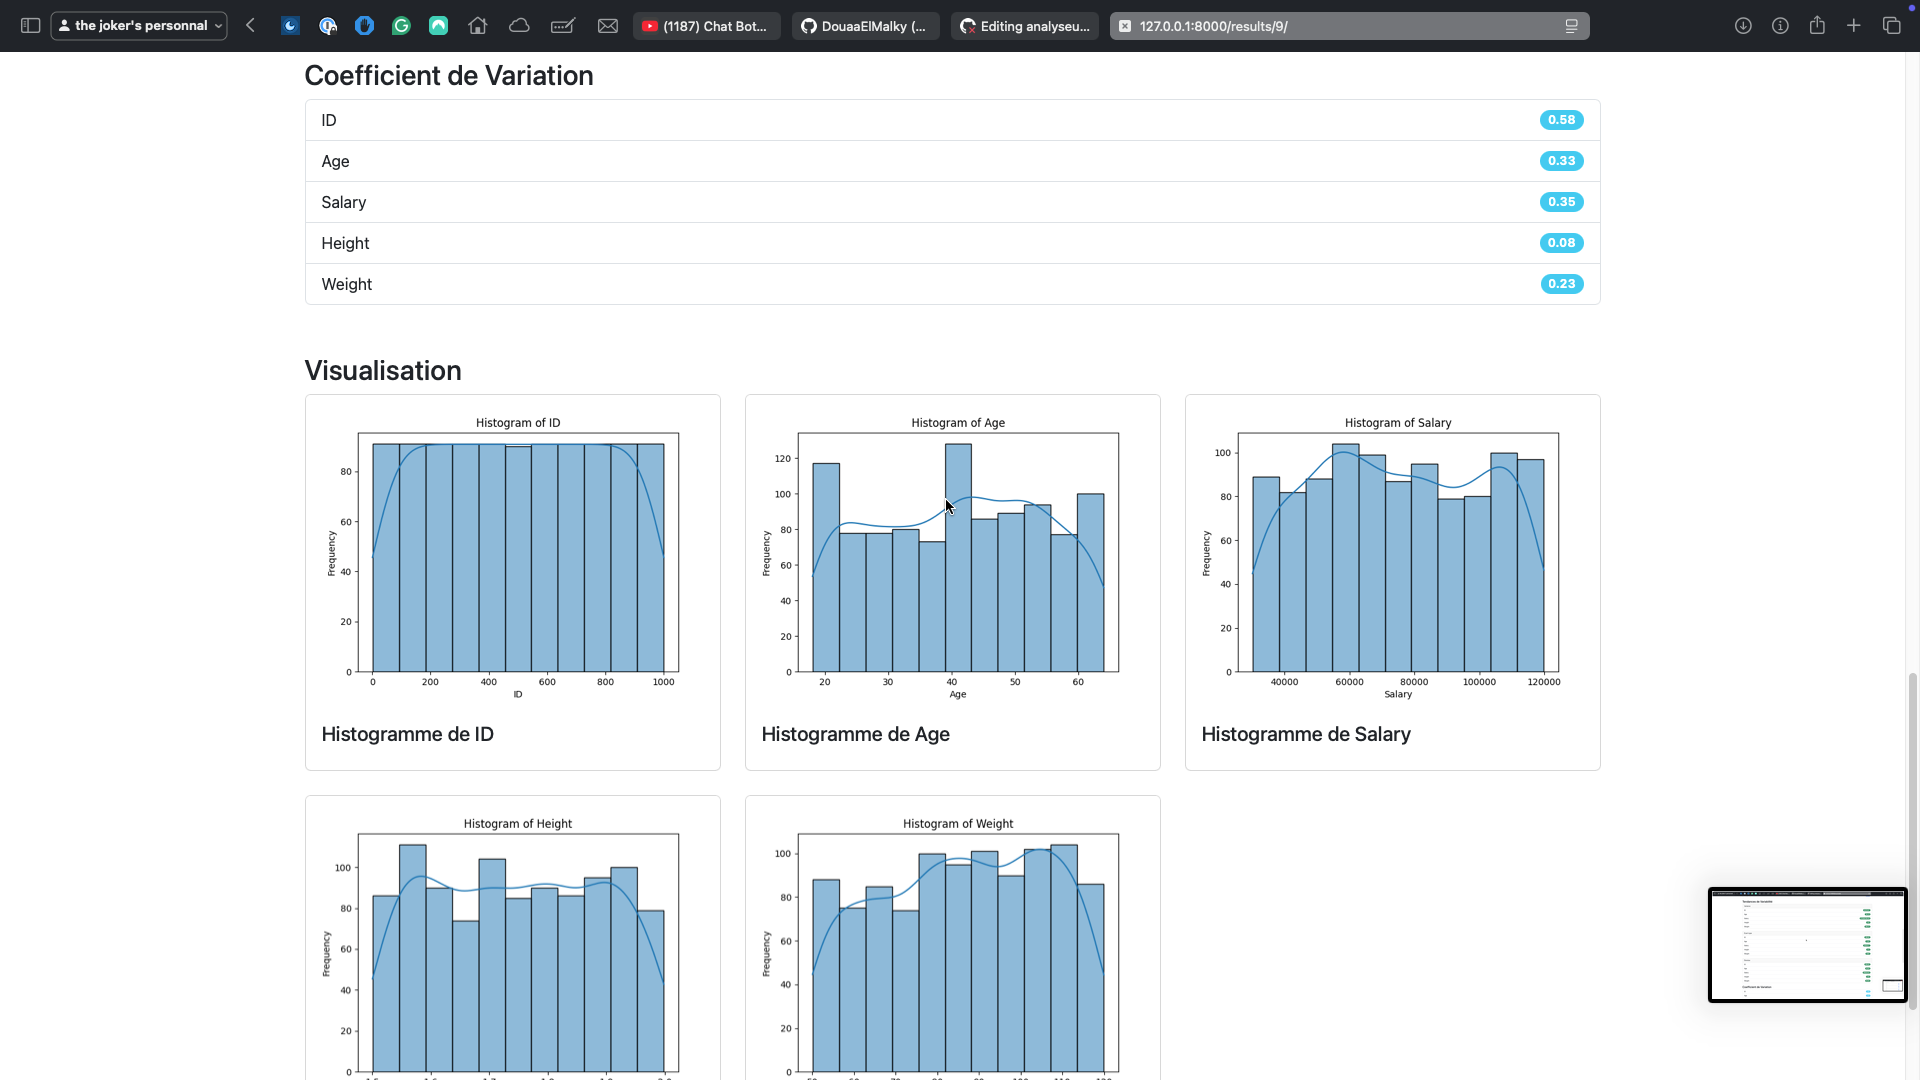 the joker's personnal
(1187) Chat Bot...
DouaaElMalky (...
Editing analyseu...
127.0.0.1:8000/results/9/
Coefficient de Variation
ID 0.58
Age 0.33
Salary 0.35
Height 0.08
Weight 0.23
Visualisation
Histogram of ID
Frequency
80
60
40
20
0
0 200 400 600 800 1000
ID
Histogramme de ID
Histogram of Age
Frequency
120
100
80
60
40
20
0
20 30 40 50 60
Age
Histogramme de Age
Histogram of Salary
Frequency
100
80
60
40
20
0
40000 60000 80000 100000 120000
Salary
Histogramme de Salary
Histogram of Height
Frequency
100
80
60
40
20
0
Histogram of Weight
Frequency
100
80
60
40
20
0